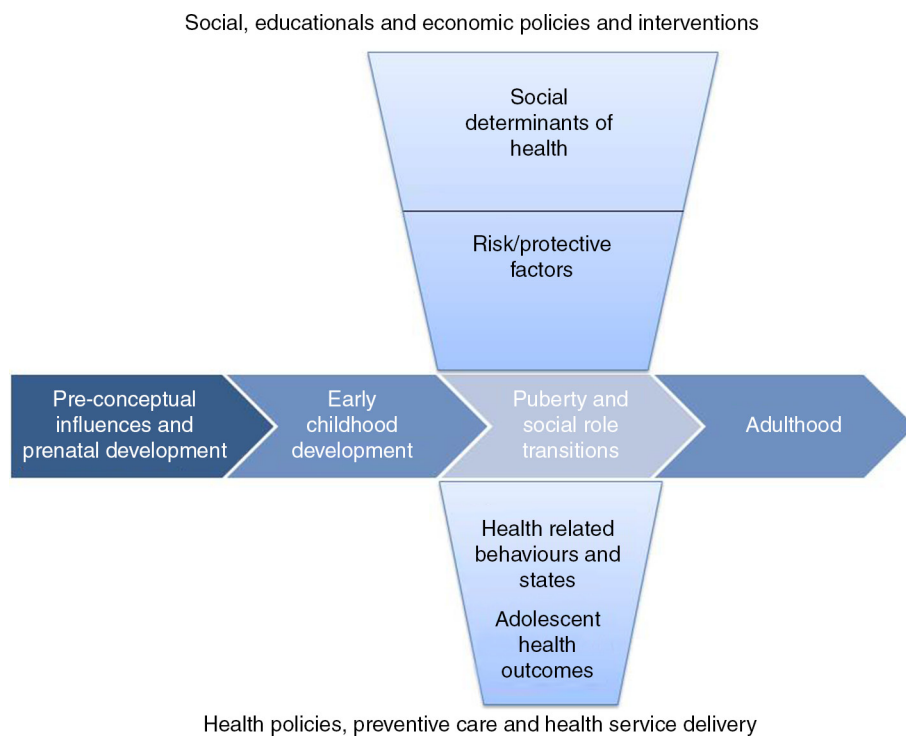 Social, educationals and economic policies and interventions
Social
determinants of
health
Risk/protective
factors
Pre-conceptual
influences and
prenatal development
Early
childhood
development
Puberty and
social role
transitions
Adulthood
Health related
behaviours and
states
Adolescent
health
outcomes
Health policies, preventive care and health service delivery